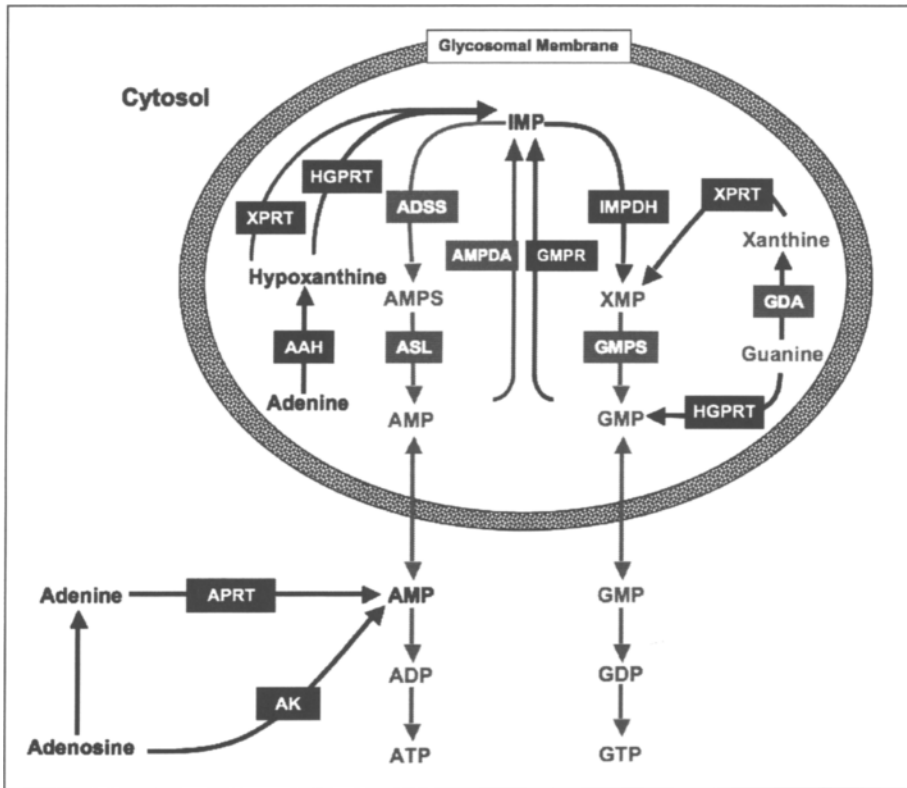 Glycosomal Membrane
Cytosol
IMP
HGPRT
XPRT
ADSS
IMPDH
XPRT
AMPDA
GMPR
Xanthine
Hypoxanthine
AMPS
XMP
GDA
AAH
ASL
GMPS
Guanine
Adenine
AMP
GMP
HGPRT
Adenine
APRT
AMP
GMP
ADP
GDP
AK
Adenosine
ATP
GTP